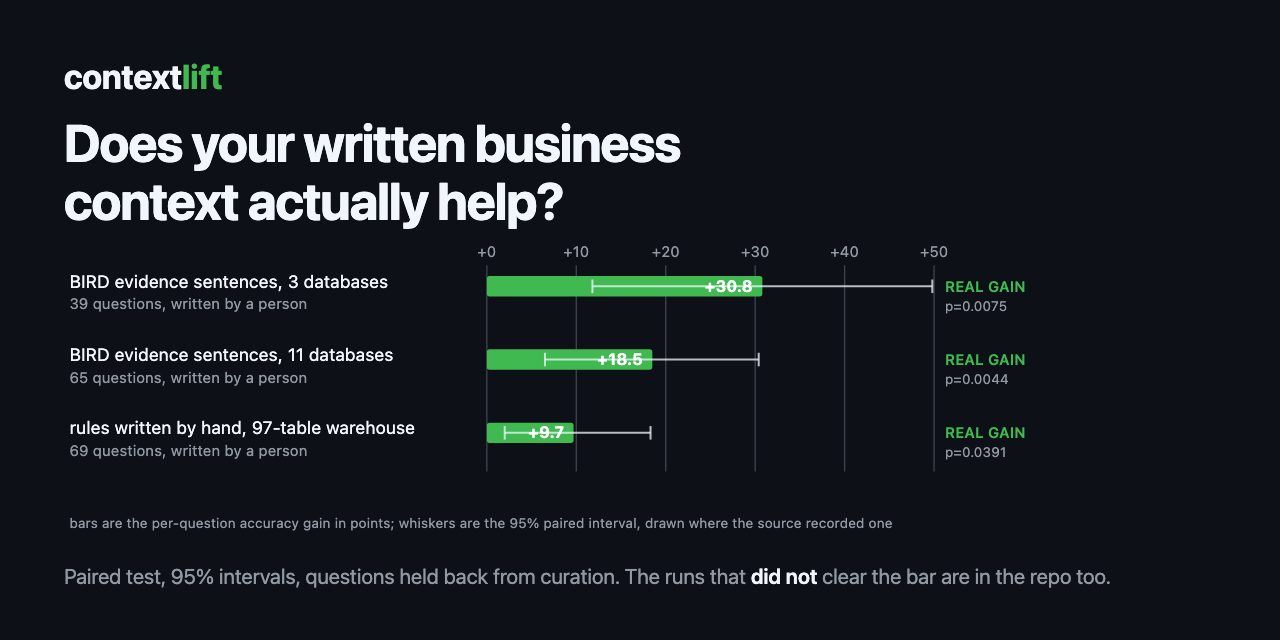 contextlift
Does your written business
context actually help?
+0 +10 +20 +30 +40 +50
BIRD evidence sentences, 3 databases
39 questions, written by a person
+30.8
REAL GAIN
p=0.0075
BIRD evidence sentences, 11 databases
65 questions, written by a person
+18.5
REAL GAIN
p=0.0044
rules written by hand, 97-table warehouse
69 questions, written by a person
+9.7
REAL GAIN
p=0.0391
bars are the per-question accuracy gain in points; whiskers are the 95% paired interval, drawn where the source recorded one
Paired test, 95% intervals, questions held back from curation. The runs that did not clear the bar are in the repo too.